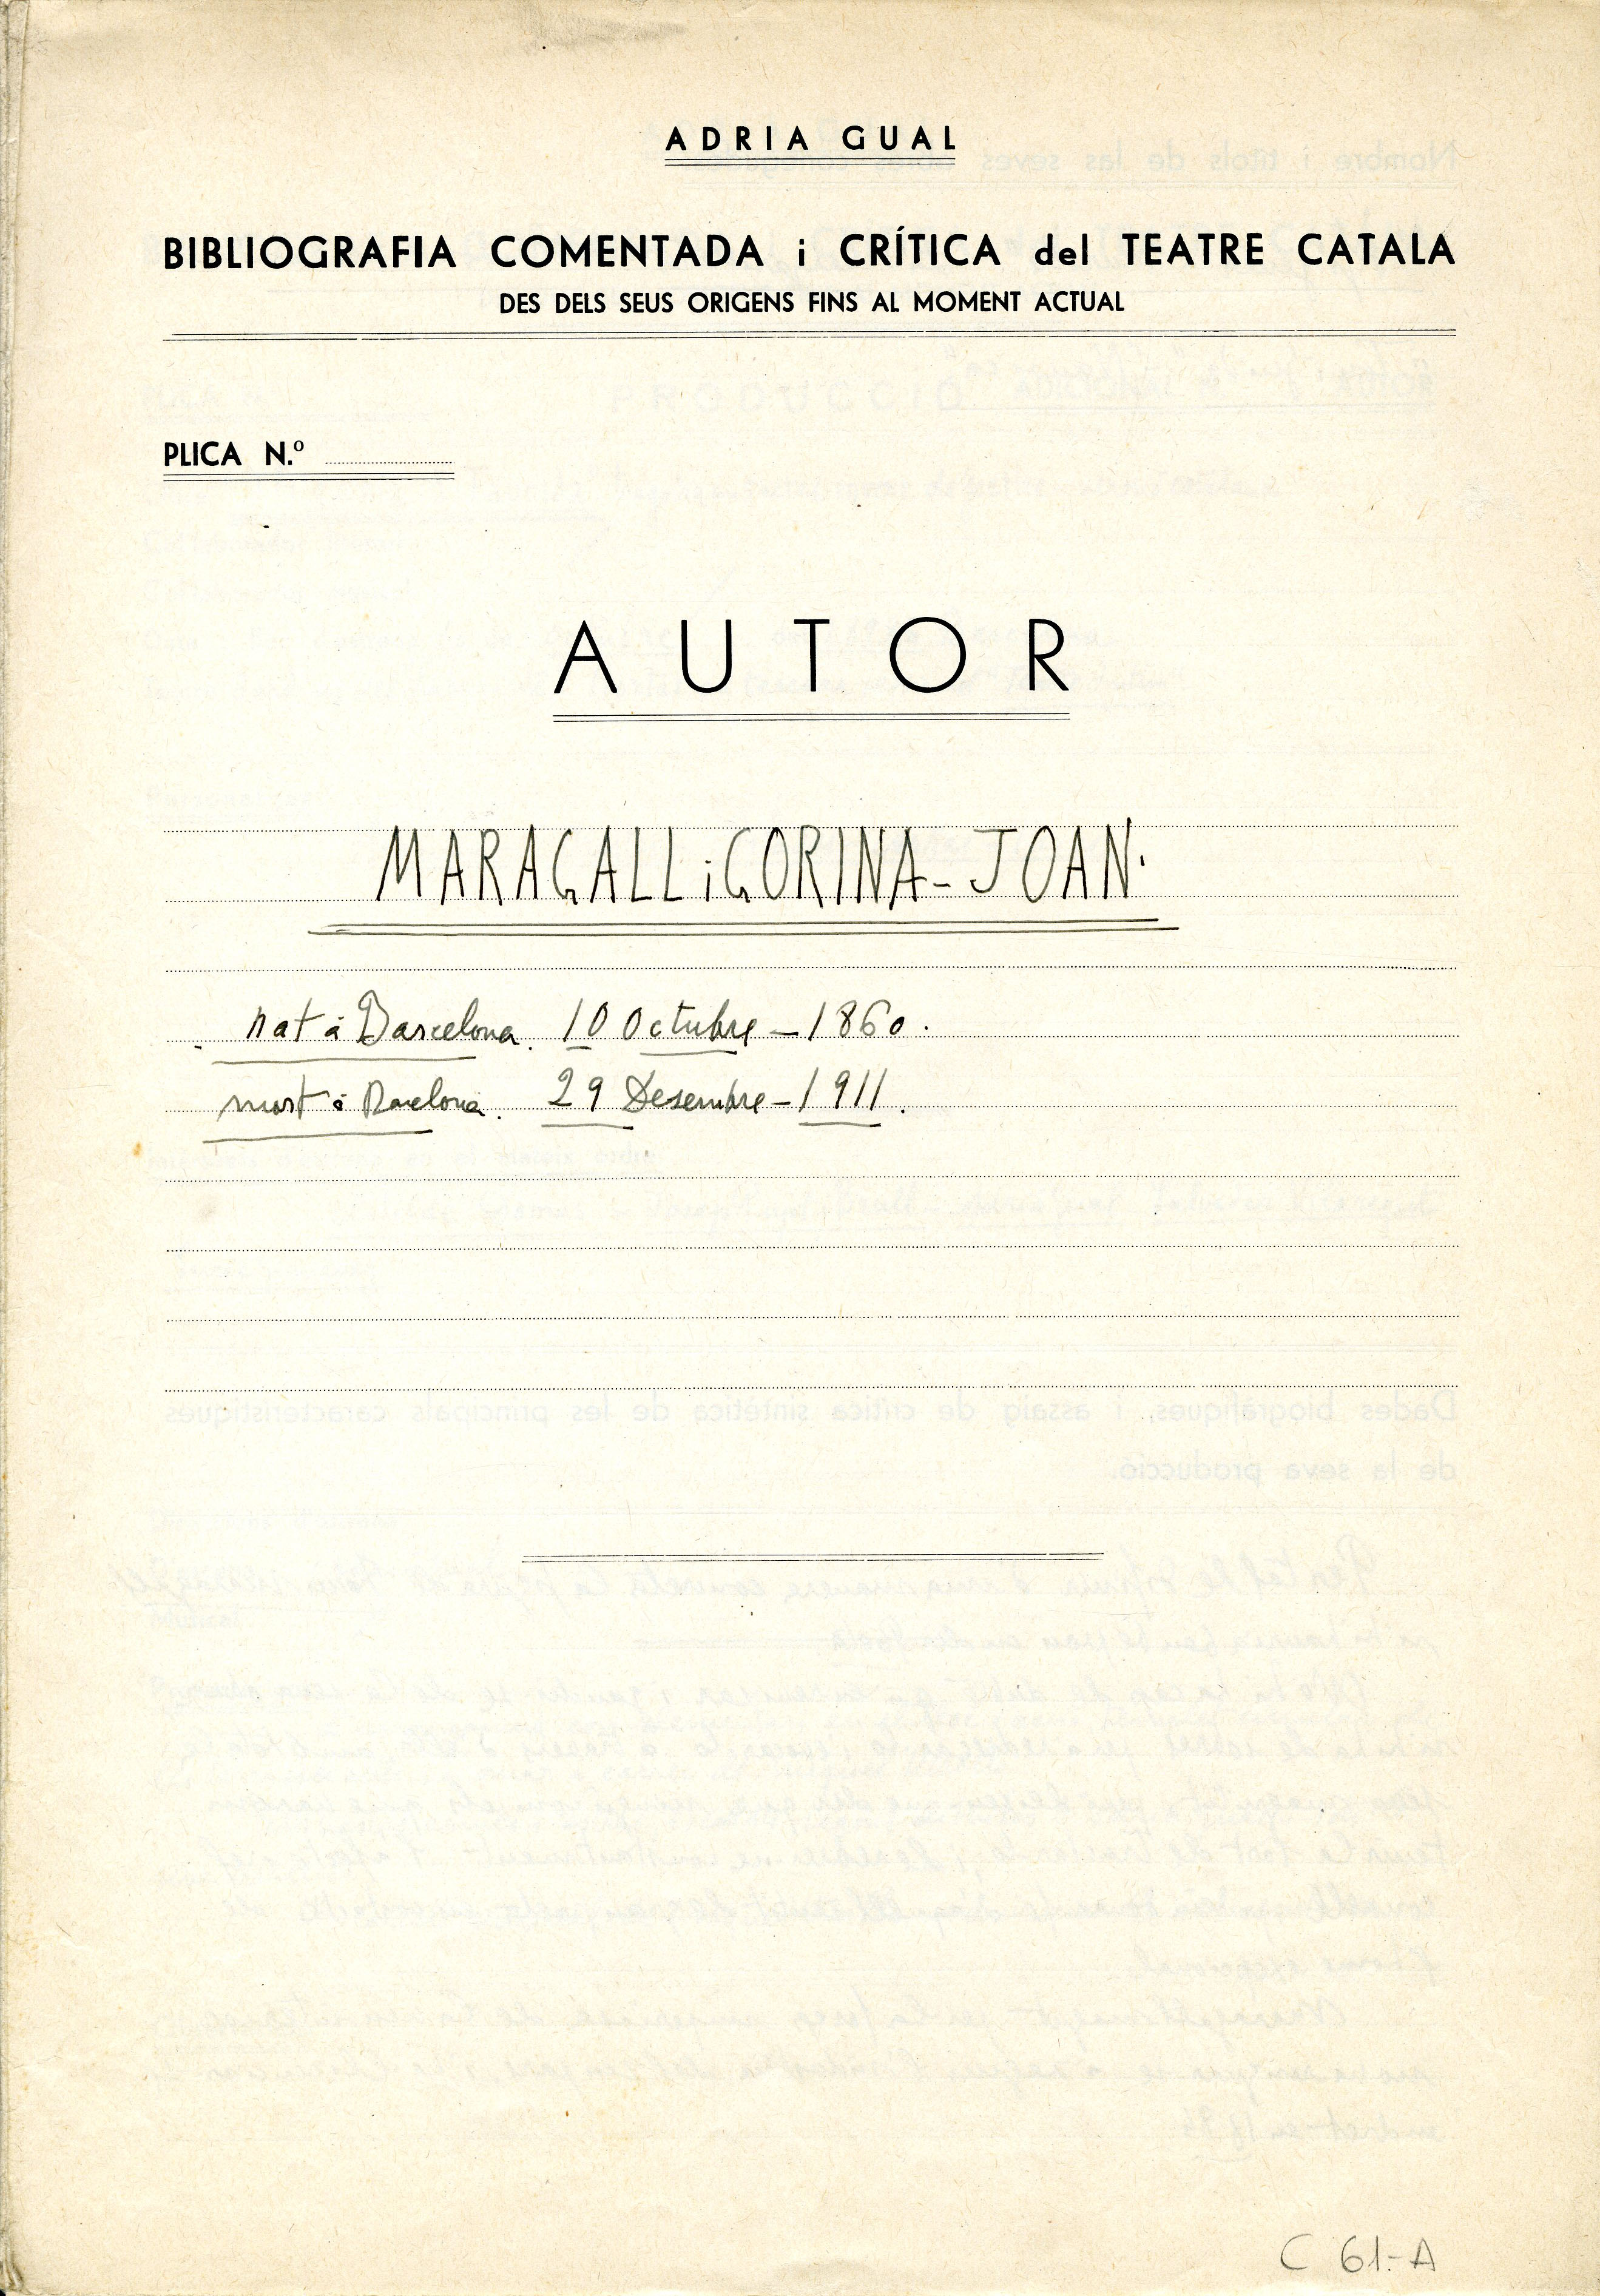 ADRIA GUAL
BIBLIOGRAFIA COMENTADA i CRÍTICA del TEATRE CATALA
DES DELS SEUS ORIGENS FINS AL MOMENT ACTUAL
PLICA N.º
AUTOR
MARAGALL i GORINA - JOAN.
nat à Barcelona. 10 Octubre - 1860.
mort à Barcelona. 29 Desembre - 1911.
C 61-A